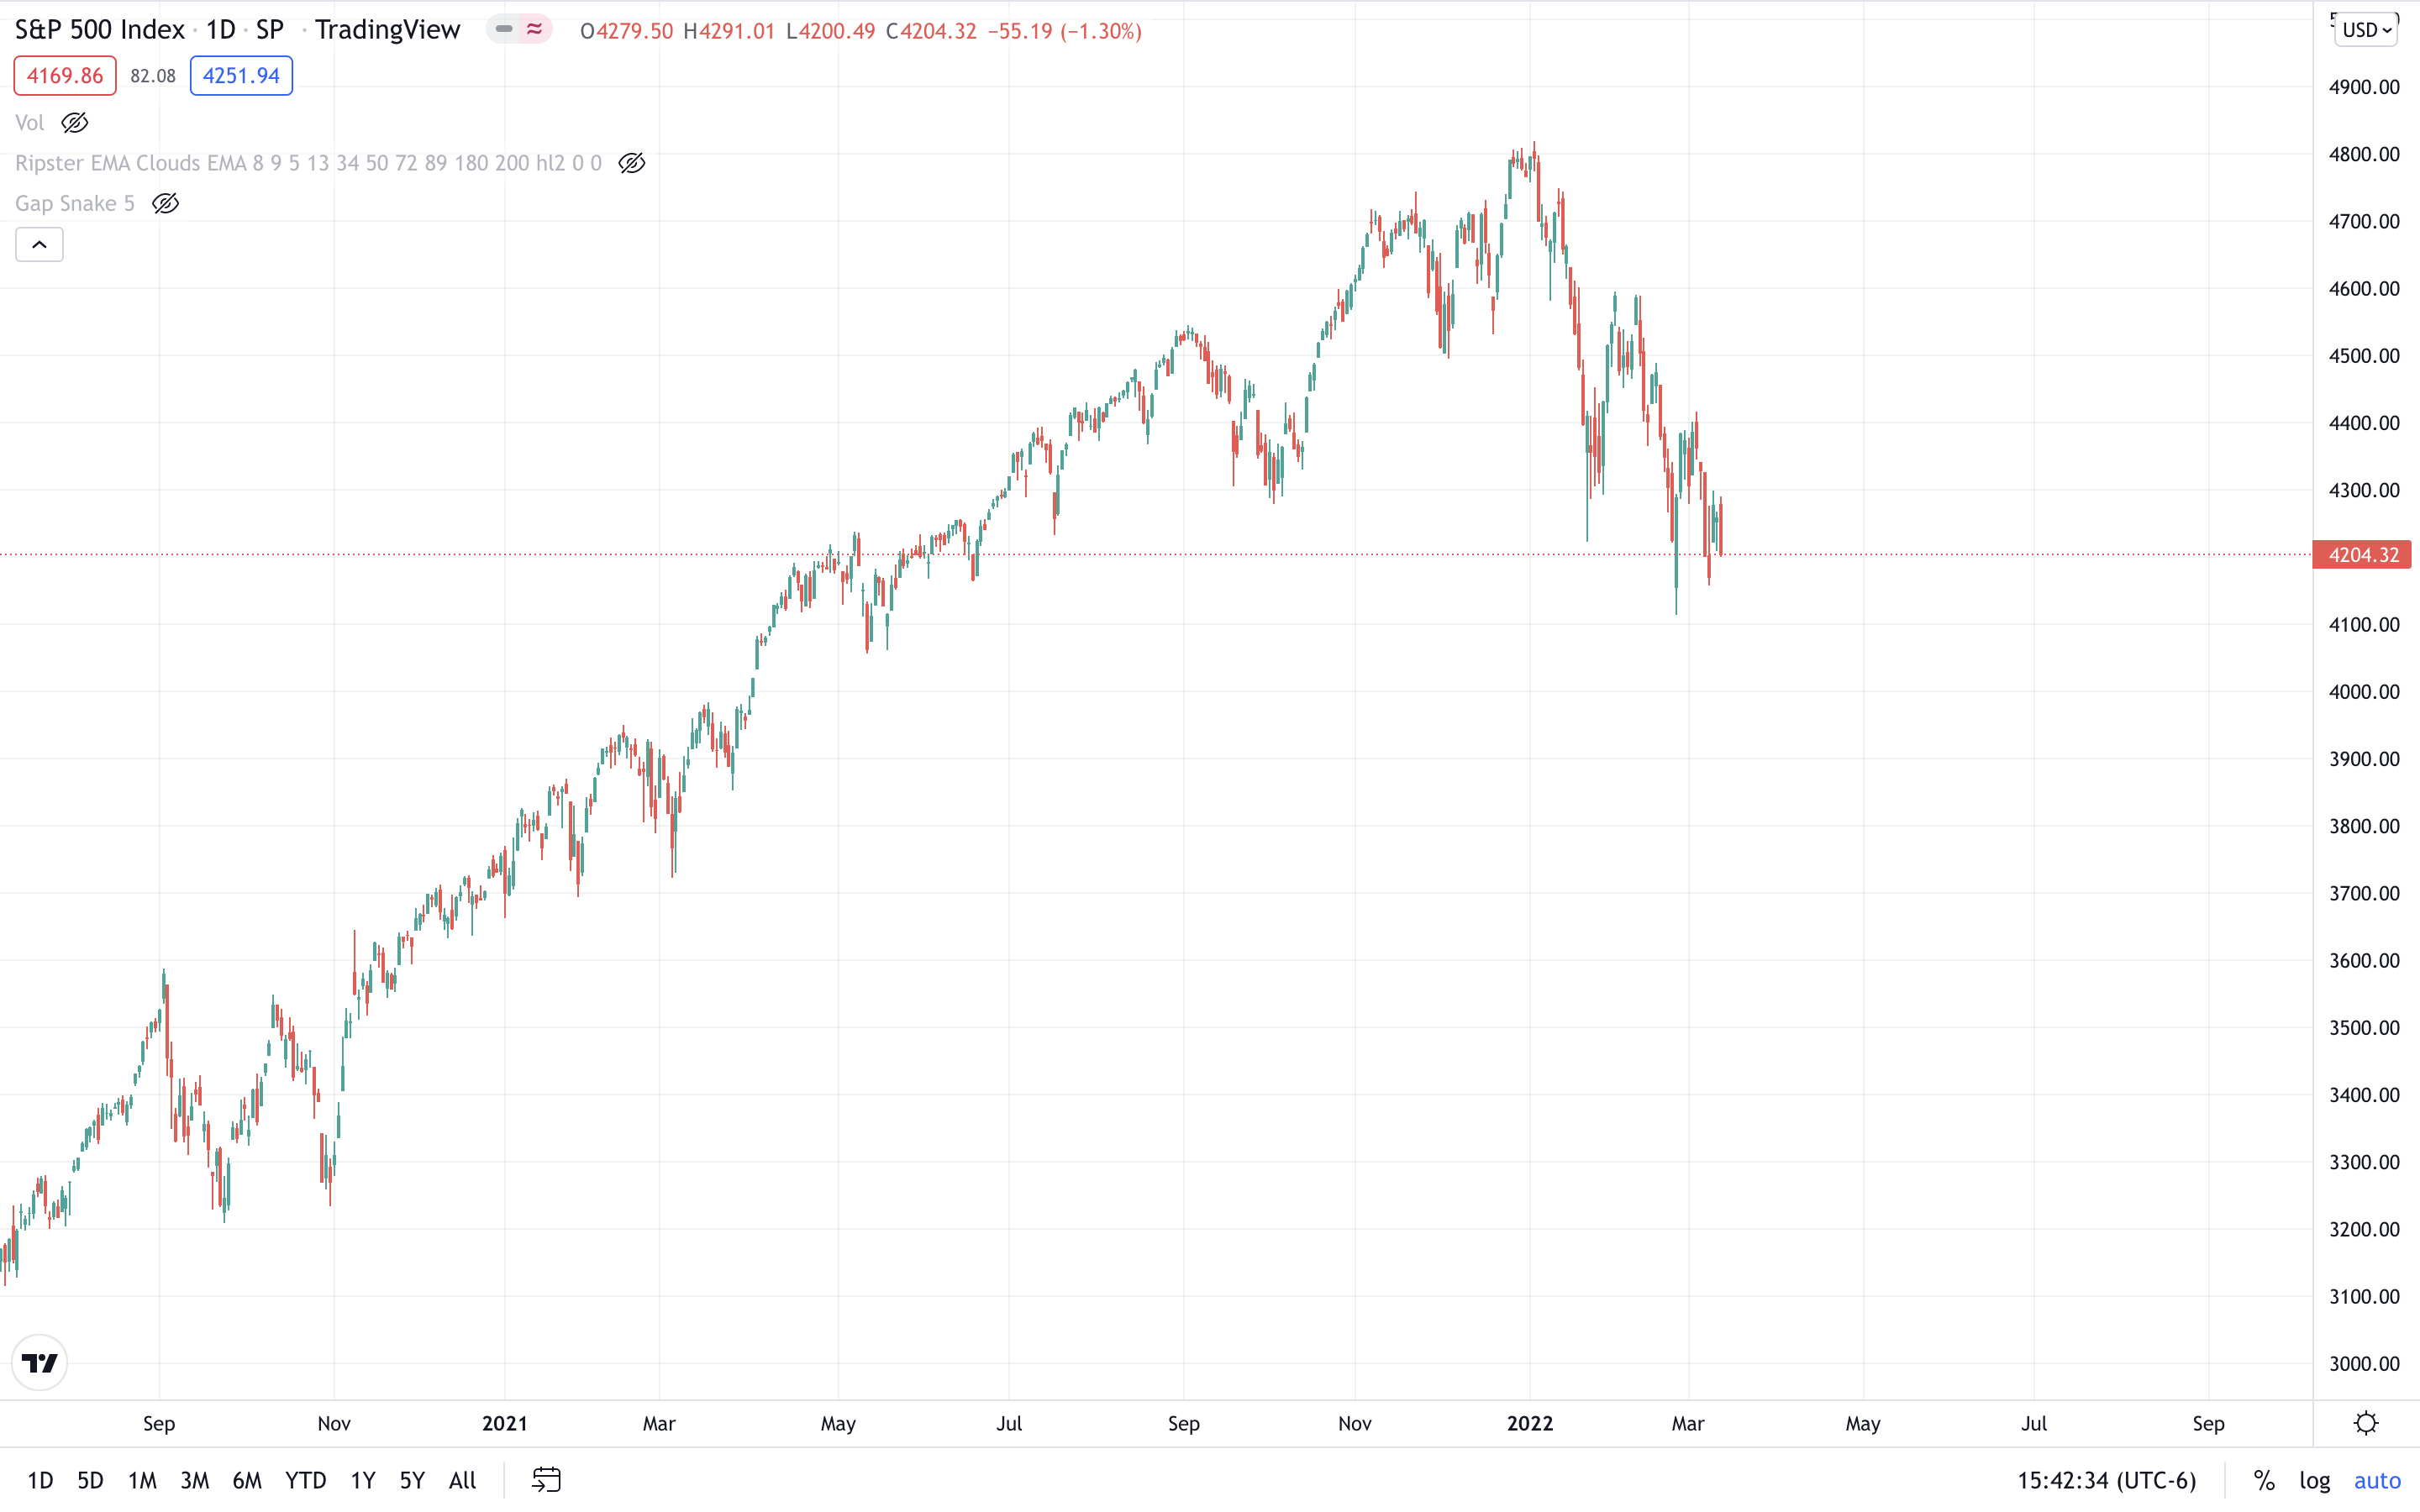 S&P 500 Index · 1D · SP · TradingView O4279.50 H4291.01 L4200.49 C4204.32 −55.19 (−1.30%)
USD
4169.86 82.08 4251.94
Vol
Ripster EMA Clouds EMA 8 9 5 13 34 50 72 89 180 200 hl2 0 0
Gap Snake 5
4900.00
4800.00
4700.00
4600.00
4500.00
4400.00
4300.00
4204.32
4100.00
4000.00
3900.00
3800.00
3700.00
3600.00
3500.00
3400.00
3300.00
3200.00
3100.00
3000.00
Sep Nov 2021 Mar May Jul Sep Nov 2022 Mar May Jul Sep
1D 5D 1M 3M 6M YTD 1Y 5Y All 15:42:34 (UTC-6) % log auto